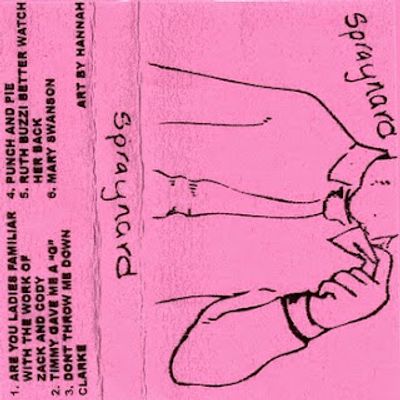 1. ARE YOU LADIES FAMILIAR
WITH THE WORK OF
ZACK AND CODY
2. TIMMY GAVE ME A "G"
3. DONT THROW ME DOWN
CLARKE
4. PUNCH AND PIE
5. RUTH BUZZI BETTER WATCH
HER BACK
6. MARY SWANSON
ART BY HANNAH
Spraynard
Spraynard